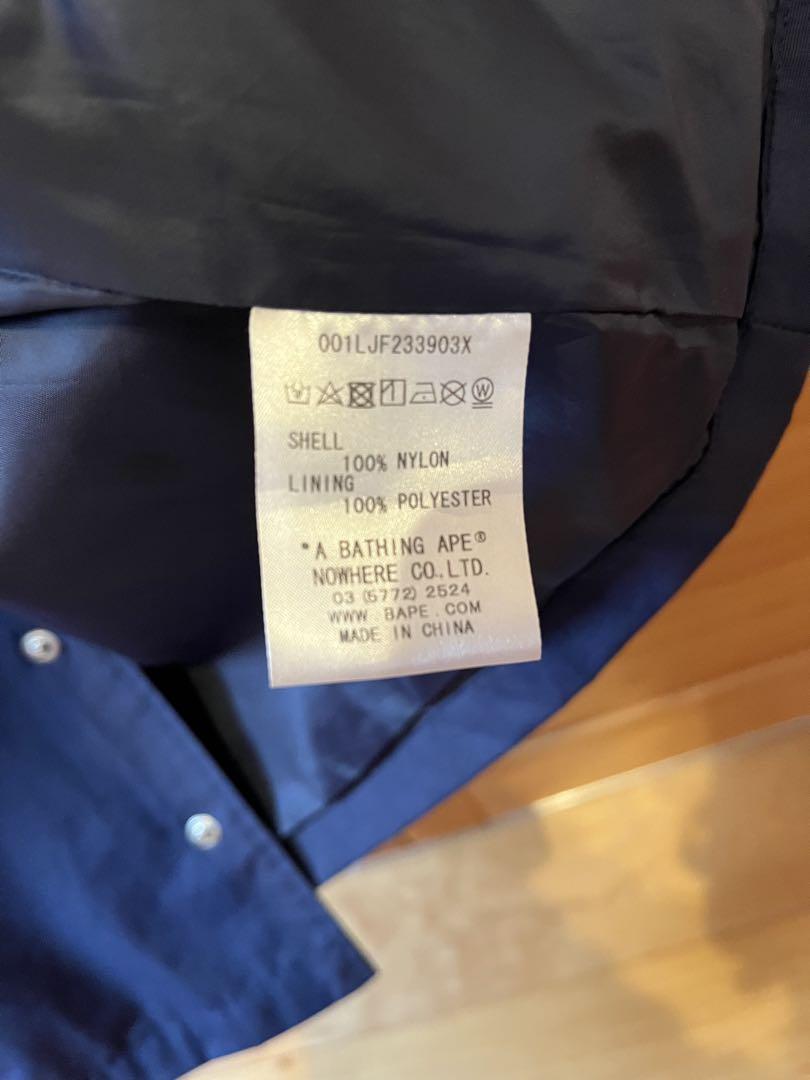 001LJF233903X
SHELL
100% NYLON
LINING
100% POLYESTER
*A BATHING APE®
NOWHERE CO.,LTD.
03 (5772) 2524
WWW.BAPE.COM
MADE IN CHINA